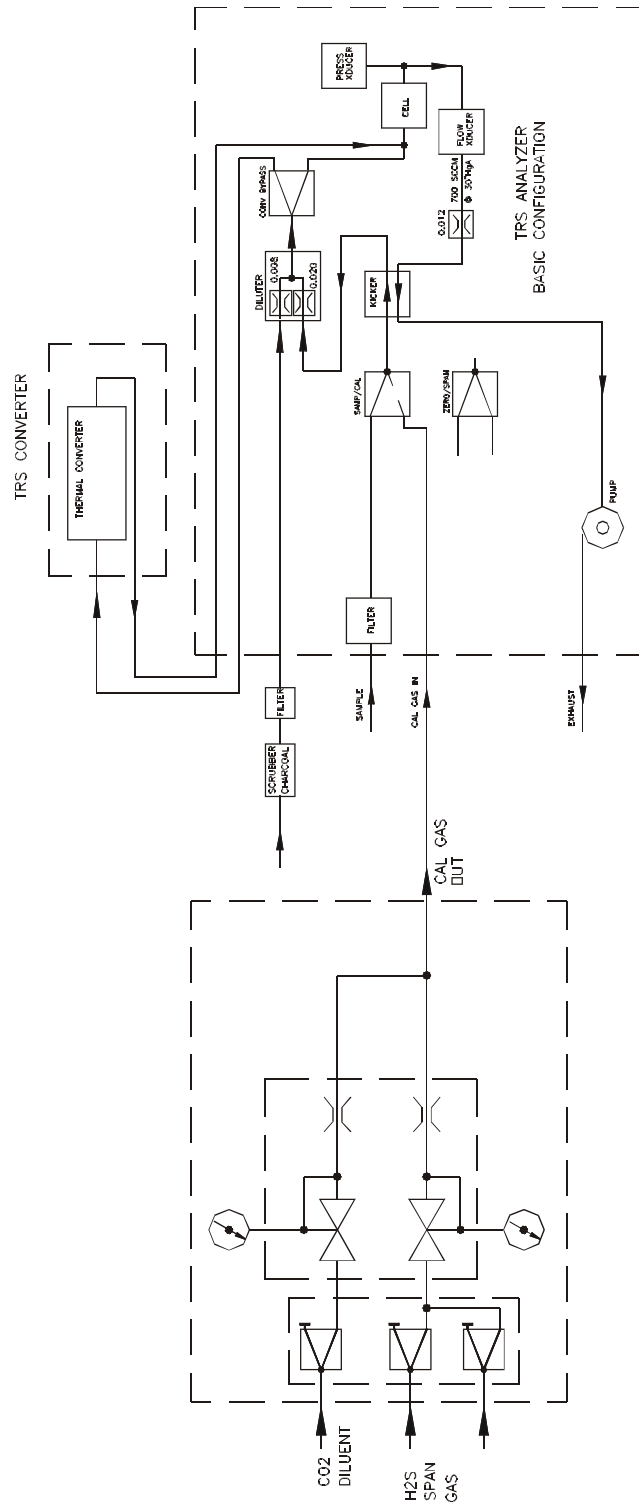 TRS CONVERTER
THERMAL CONVERTER
PRESS
XDUCER
CELL
FLOW
XDUCER
CONV BYPASS
700 SCCM
@ 30"HgA
0.012
TRS ANALYZER
BASIC CONFIGURATION
DILUTER
0.008
0.020
KICKER
SAMP/CAL
ZERO/SPAN
PUMP
FILTER
SAMPLE
CAL GAS IN
EXHAUST
FILTER
SCRUBBER
CHARCOAL
CAL GAS
OUT
CO2
DILUENT
H2S
SPAN
GAS